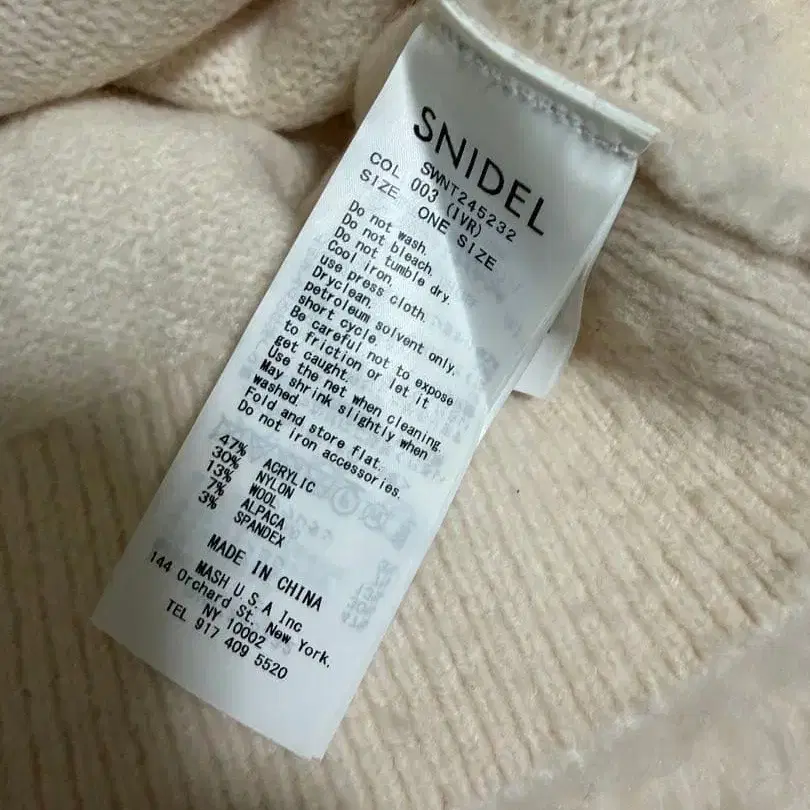 SNIDEL
SWNT245232
COL 003 (IVR)
SIZE ONE SIZE
Do not wash.
Do not bleach.
Do not tumble dry.
Cool iron.
use press cloth.
Dryclean.
petroleum solvent only.
short cycle.
Be careful not to expose
to friction or let it
get caught.
Use the net when cleaning.
May shrink slightly when
washed.
Fold and store flat.
Do not iron accessories.
47% ACRYLIC
30% NYLON
13% WOOL
7% ALPACA
3% SPANDEX
MADE IN CHINA
MASH U.S.A Inc
144 Orchard St. New York.
NY 10002
TEL 917 409 5520